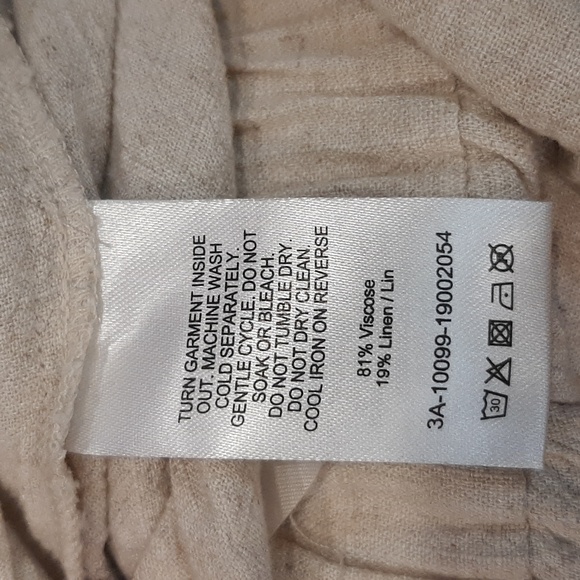 TURN GARMENT INSIDE
OUT. MACHINE WASH
COLD SEPARATELY.
GENTLE CYCLE. DO NOT
SOAK OR BLEACH.
DO NOT TUMBLE DRY.
DO NOT DRY CLEAN.
COOL IRON ON REVERSE
81% Viscose
19% Linen / Lin
3A-10099-19002054
30